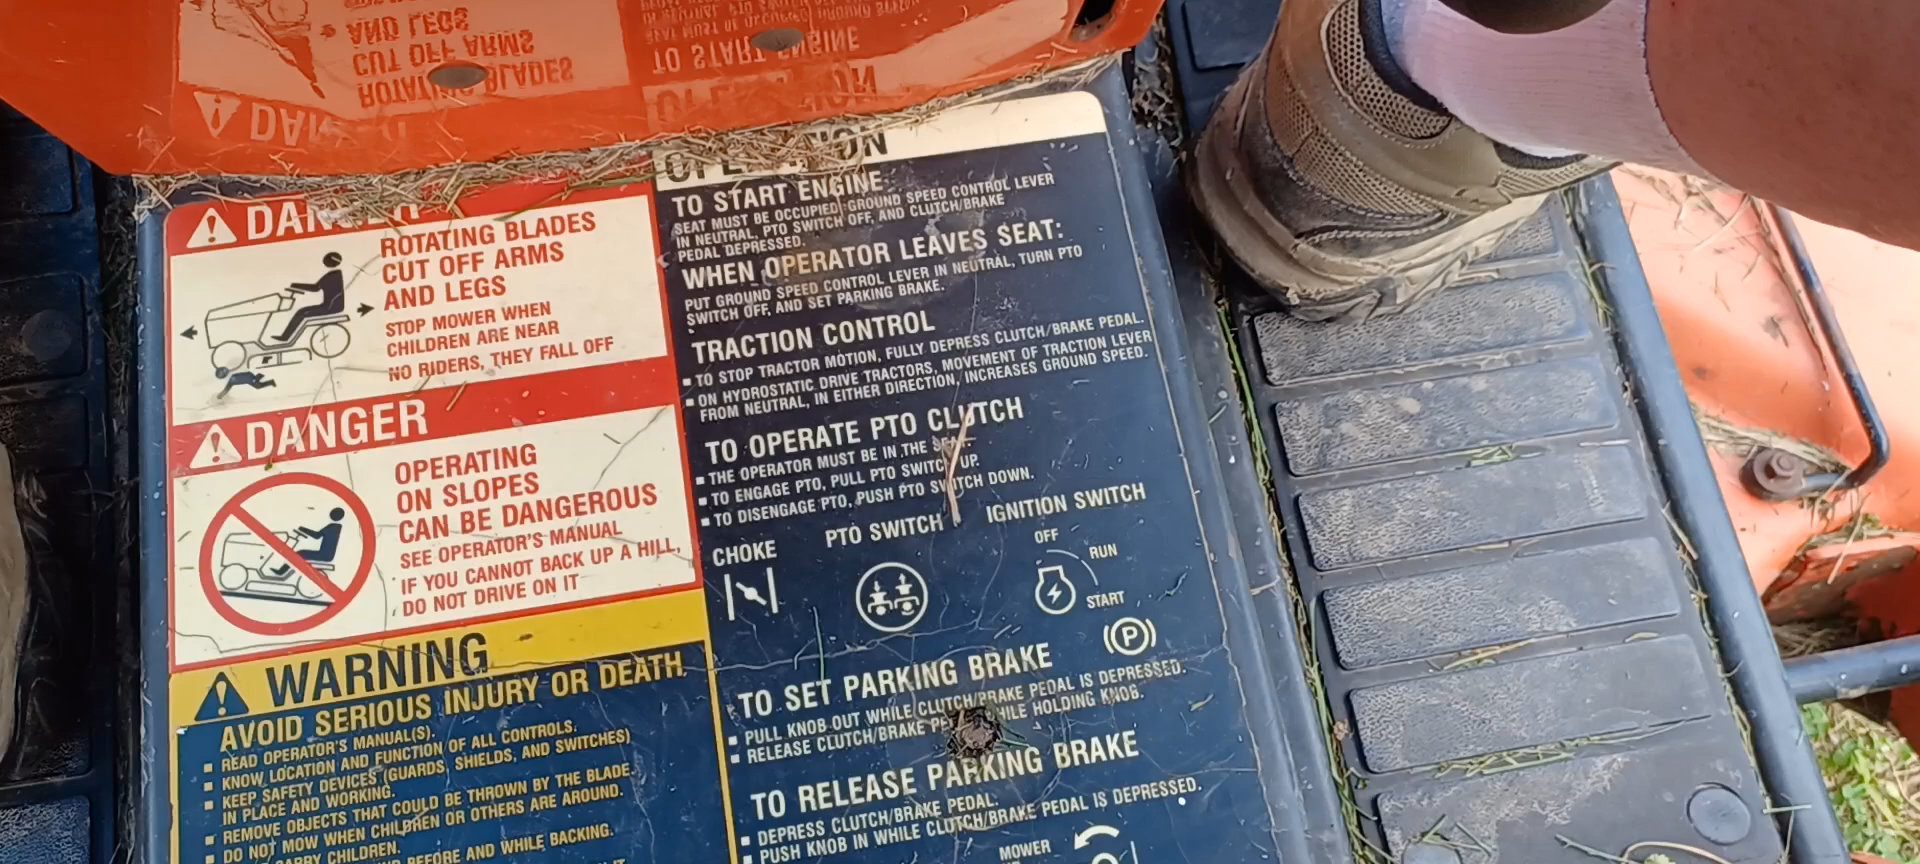 DANGER
ROTATING BLADES
CUT OFF ARMS
AND LEGS
STOP MOWER WHEN
CHILDREN ARE NEAR
NO RIDERS, THEY FALL OFF
DANGER
OPERATING
ON SLOPES
CAN BE DANGEROUS
SEE OPERATOR'S MANUAL
IF YOU CANNOT BACK UP A HILL,
DO NOT DRIVE ON IT
WARNING
AVOID SERIOUS INJURY OR DEATH.
READ OPERATOR'S MANUAL(S).
KNOW LOCATION AND FUNCTION OF ALL CONTROLS.
KEEP SAFETY DEVICES (GUARDS, SHIELDS, AND SWITCHES)
IN PLACE AND WORKING.
REMOVE OBJECTS THAT COULD BE THROWN BY THE BLADE.
DO NOT MOW WHEN CHILDREN OR OTHERS ARE AROUND.
CARRY CHILDREN.
BEFORE AND WHILE BACKING.
OPERATION
TO START ENGINE:
SEAT MUST BE OCCUPIED GROUND SPEED CONTROL LEVER
IN NEUTRAL, PTO SWITCH OFF, AND CLUTCH/BRAKE
PEDAL DEPRESSED.
WHEN OPERATOR LEAVES SEAT:
PUT GROUND SPEED CONTROL LEVER IN NEUTRAL, TURN PTO
SWITCH OFF, AND SET PARKING BRAKE.
TRACTION CONTROL
TO STOP TRACTOR MOTION, FULLY DEPRESS CLUTCH/BRAKE PEDAL.
ON HYDROSTATIC DRIVE TRACTORS, MOVEMENT OF TRACTION LEVER
FROM NEUTRAL, IN EITHER DIRECTION, INCREASES GROUND SPEED.
TO OPERATE PTO CLUTCH
THE OPERATOR MUST BE IN THE SEAT.
TO ENGAGE PTO, PULL PTO SWITCH UP.
TO DISENGAGE PTO, PUSH PTO SWITCH DOWN.
CHOKE
PTO SWITCH
IGNITION SWITCH
OFF
RUN
START
P
TO SET PARKING BRAKE
PULL KNOB OUT WHILE CLUTCH/BRAKE PEDAL IS DEPRESSED.
RELEASE CLUTCH/BRAKE PEDAL WHILE HOLDING KNOB.
TO RELEASE PARKING BRAKE
DEPRESS CLUTCH/BRAKE PEDAL.
PUSH KNOB IN WHILE CLUTCH/BRAKE PEDAL IS DEPRESSED.
MOWER